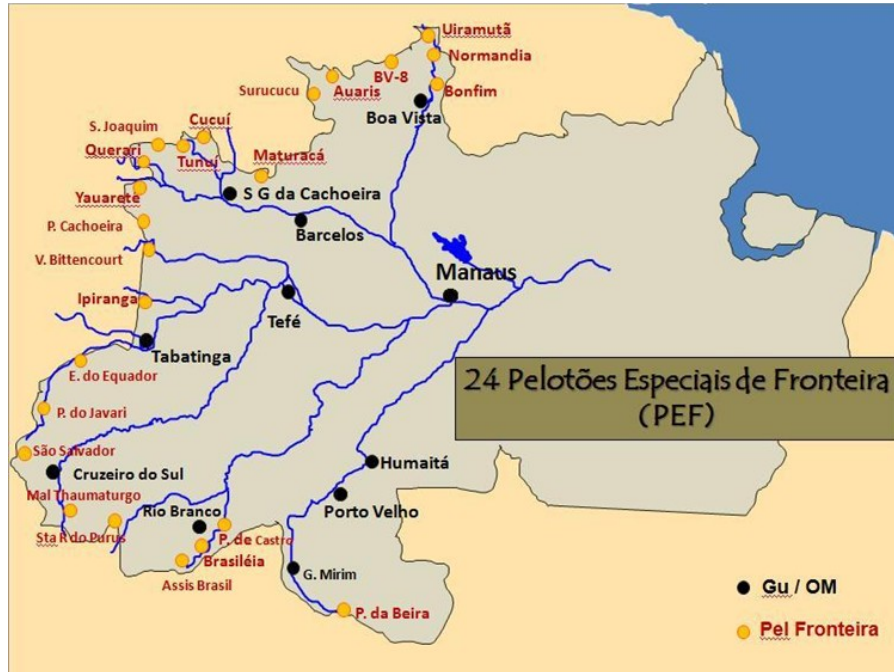 Uiramutã
Normandia
BV-8
Bonfim
Auaris
Surucucu
Boa Vista
Cucuí
S. Joaquim
Querari
Tunuí
Maturacá
Yauaretê
S G da Cachoeira
P. Cachoeira
Barcelos
V. Bittencourt
Manaus
Ipiranga
Tefé
Tabatinga
E. do Equador
24 Pelotões Especiais de Fronteira
(PEF)
P. do Javari
São Salvador
Humaitá
Cruzeiro do Sul
Mal Thaumaturgo
Rio Branco
Porto Velho
Sta R do Purus
P. de Castro
Brasiléia
Assis Brasil
G. Mirim
P. da Beira
Gu / OM
Pel Fronteira